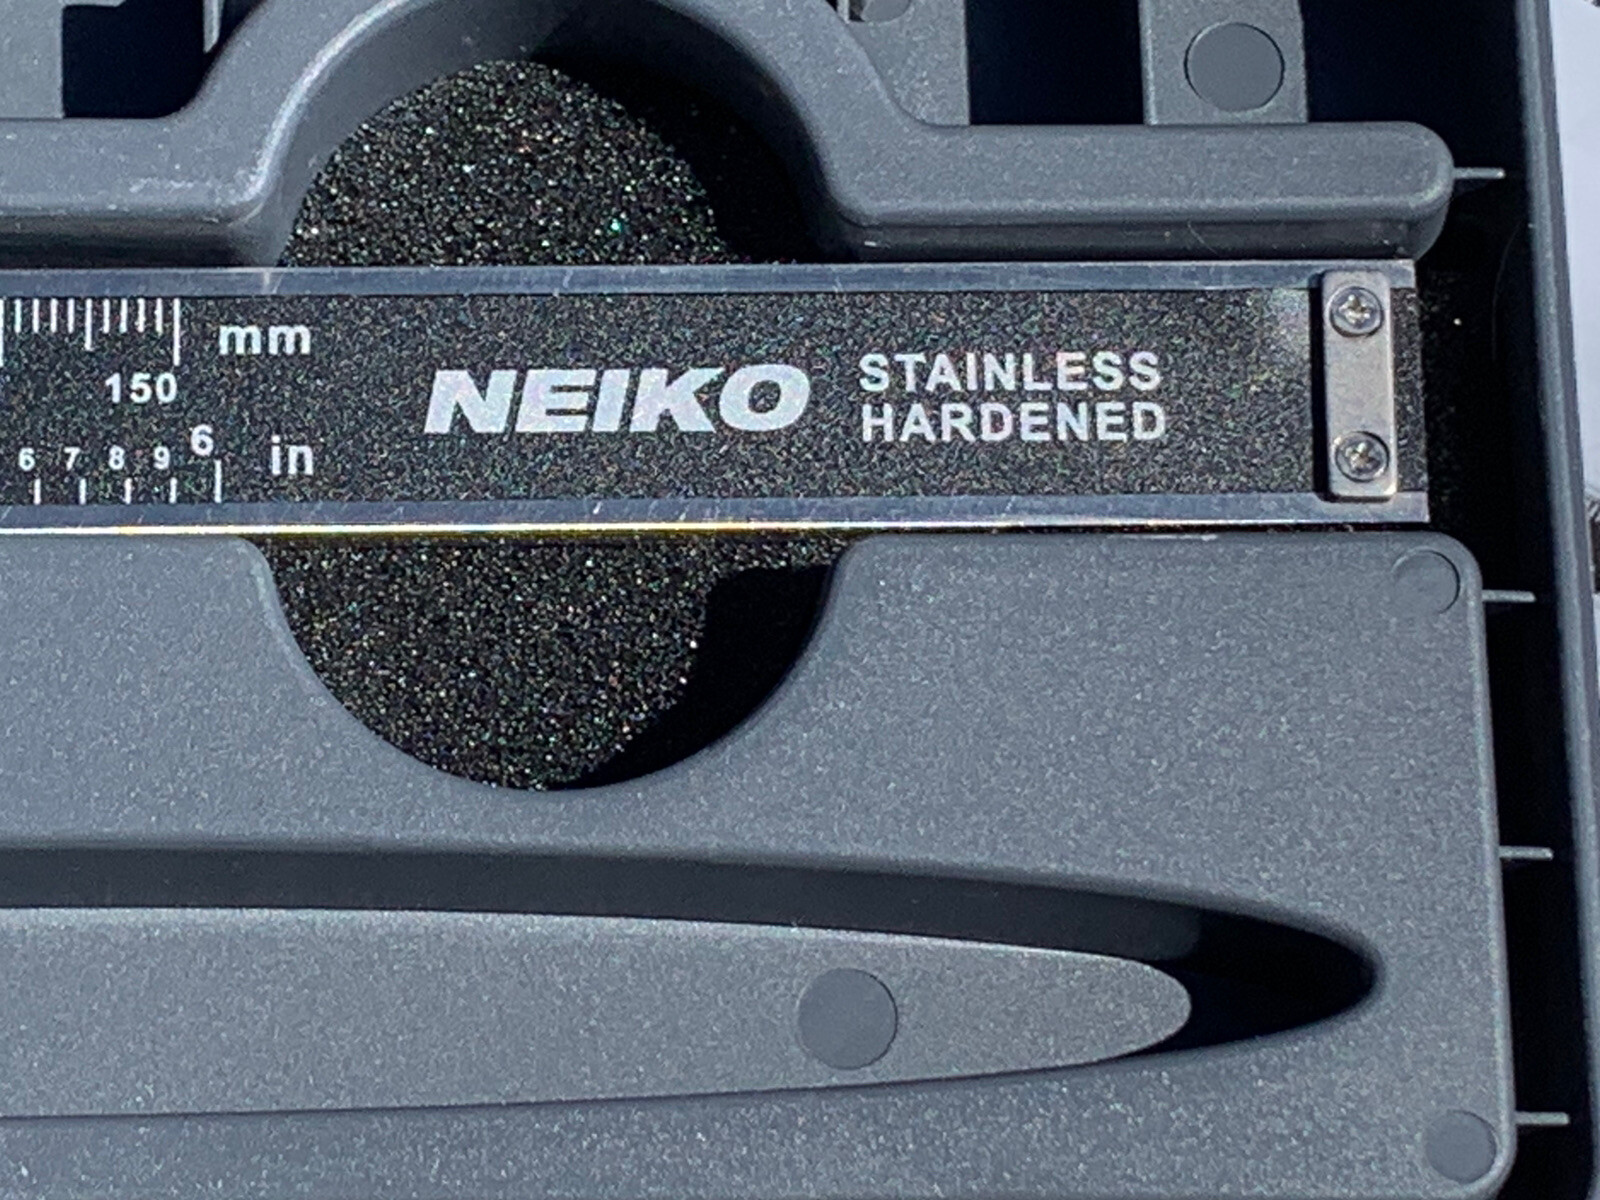 mm
150
6 7 8 9 6 in
NEIKO
STAINLESS
HARDENED